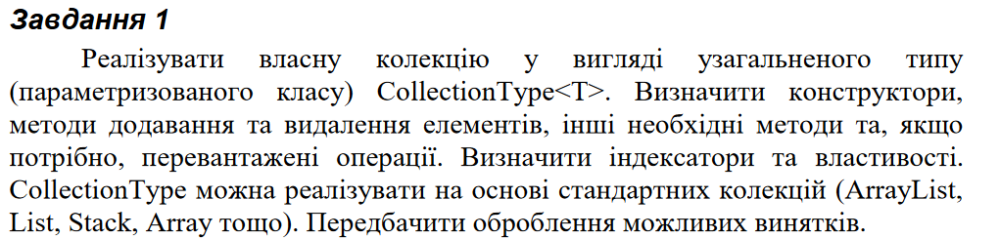 Завдання 1
Реалізувати власну колекцію у вигляді узагальненого типу
(параметризованого класу) CollectionType<T>. Визначити конструктори,
методи додавання та видалення елементів, інші необхідні методи та, якщо
потрібно, перевантажені операції. Визначити індексатори та властивості.
CollectionType можна реалізувати на основі стандартних колекцій (ArrayList,
List, Stack, Array тощо). Передбачити оброблення можливих винятків.